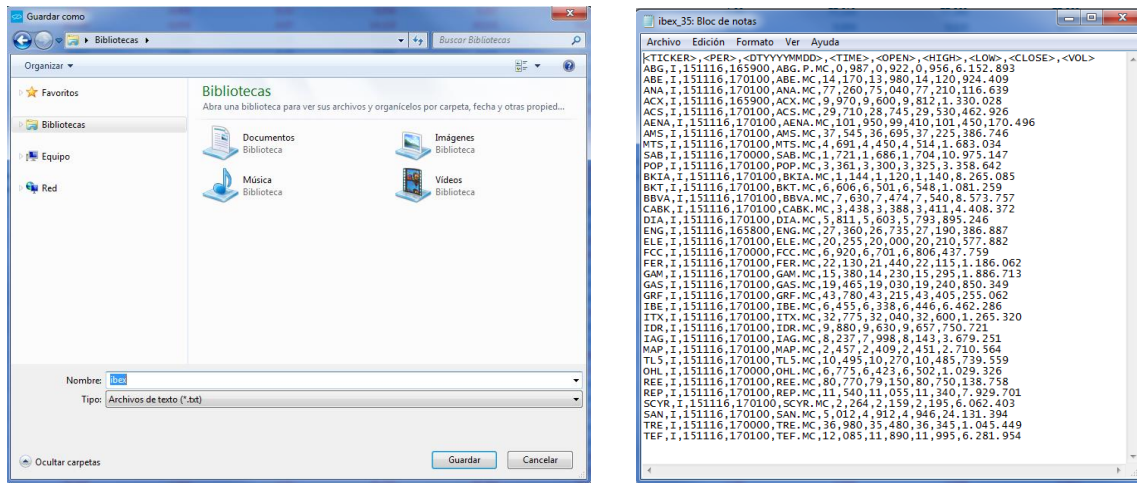 Guardar como
Bibliotecas
Buscar Bibliotecas
Organizar
Favoritos
Bibliotecas
Equipo
Red
Bibliotecas
Abra una biblioteca para ver sus archivos y organícelos por carpeta, fecha y otras propied...
Documentos
Biblioteca
Imágenes
Biblioteca
Música
Biblioteca
Vídeos
Biblioteca
Nombre: ibex
Tipo: Archivos de texto (*.txt)
Ocultar carpetas
Guardar
Cancelar
ibex_35: Bloc de notas
Archivo Edición Formato Ver Ayuda
<TICKER>,<PER>,<DTYYYYMMDD>,<TIME>,<OPEN>,<HIGH>,<LOW>,<CLOSE>,<VOL>
ABG,I,151116,165900,ABG.P.MC,0,987,0,922,0,956,6.152.893
ABE,I,151116,170100,ABE.MC,14,170,13,980,14,120,924.409
ANA,I,151116,170100,ANA.MC,77,260,75,040,77,210,116.639
ACX,I,151116,165900,ACX.MC,9,970,9,600,9,812,1.330.028
ACS,I,151116,170100,ACS.MC,29,710,28,745,29,530,462.926
AENA,I,151116,170100,AENA.MC,101,950,99,410,101,450,170.496
AMS,I,151116,170100,AMS.MC,37,545,36,695,37,225,386.746
MTS,I,151116,170100,MTS.MC,4,691,4,450,4,514,1.683.034
SAB,I,151116,170000,SAB.MC,1,721,1,686,1,704,10.975.147
POP,I,151116,170100,POP.MC,3,361,3,300,3,325,3.358.642
BKIA,I,151116,170100,BKIA.MC,1,144,1,120,1,140,8.265.085
BKT,I,151116,170100,BKT.MC,6,606,6,501,6,548,1.081.259
BBVA,I,151116,170100,BBVA.MC,7,630,7,474,7,540,8.573.757
CABK,I,151116,170100,CABK.MC,3,438,3,388,3,411,4.408.372
DIA,I,151116,170100,DIA.MC,5,811,5,603,5,793,895.246
ENG,I,151116,165800,ENG.MC,27,360,26,735,27,190,386.887
ELE,I,151116,170100,ELE.MC,20,255,20,000,20,210,577.882
FCC,I,151116,170000,FCC.MC,6,920,6,701,6,806,437.759
FER,I,151116,170100,FER.MC,22,130,21,440,22,115,1.186.062
GAM,I,151116,170100,GAM.MC,15,380,14,230,15,295,1.886.713
GAS,I,151116,170100,GAS.MC,19,465,19,030,19,240,850.349
GRF,I,151116,170100,GRF.MC,43,780,43,215,43,405,255.062
IBE,I,151116,170100,IBE.MC,6,455,6,338,6,446,6.462.286
ITX,I,151116,170100,ITX.MC,32,775,32,040,32,600,1.265.320
IDR,I,151116,170100,IDR.MC,9,880,9,630,9,657,750.721
IAG,I,151116,170100,IAG.MC,8,237,7,998,8,143,3.679.251
MAP,I,151116,170100,MAP.MC,2,457,2,409,2,451,2.710.564
TL5,I,151116,170100,TL5.MC,10,495,10,270,10,485,739.559
OHL,I,151116,170000,OHL.MC,6,775,6,423,6,502,1.029.326
REE,I,151116,170100,REE.MC,80,770,79,150,80,750,138.758
REP,I,151116,170100,REP.MC,11,540,11,055,11,340,7.929.701
SCYR,I,151116,170100,SCYR.MC,2,264,2,159,2,195,6.062.403
SAN,I,151116,170100,SAN.MC,5,012,4,912,4,946,24.131.394
TRE,I,151116,170000,TRE.MC,36,980,35,480,36,345,1.045.449
TEF,I,151116,170100,TEF.MC,12,085,11,890,11,995,6.281.954